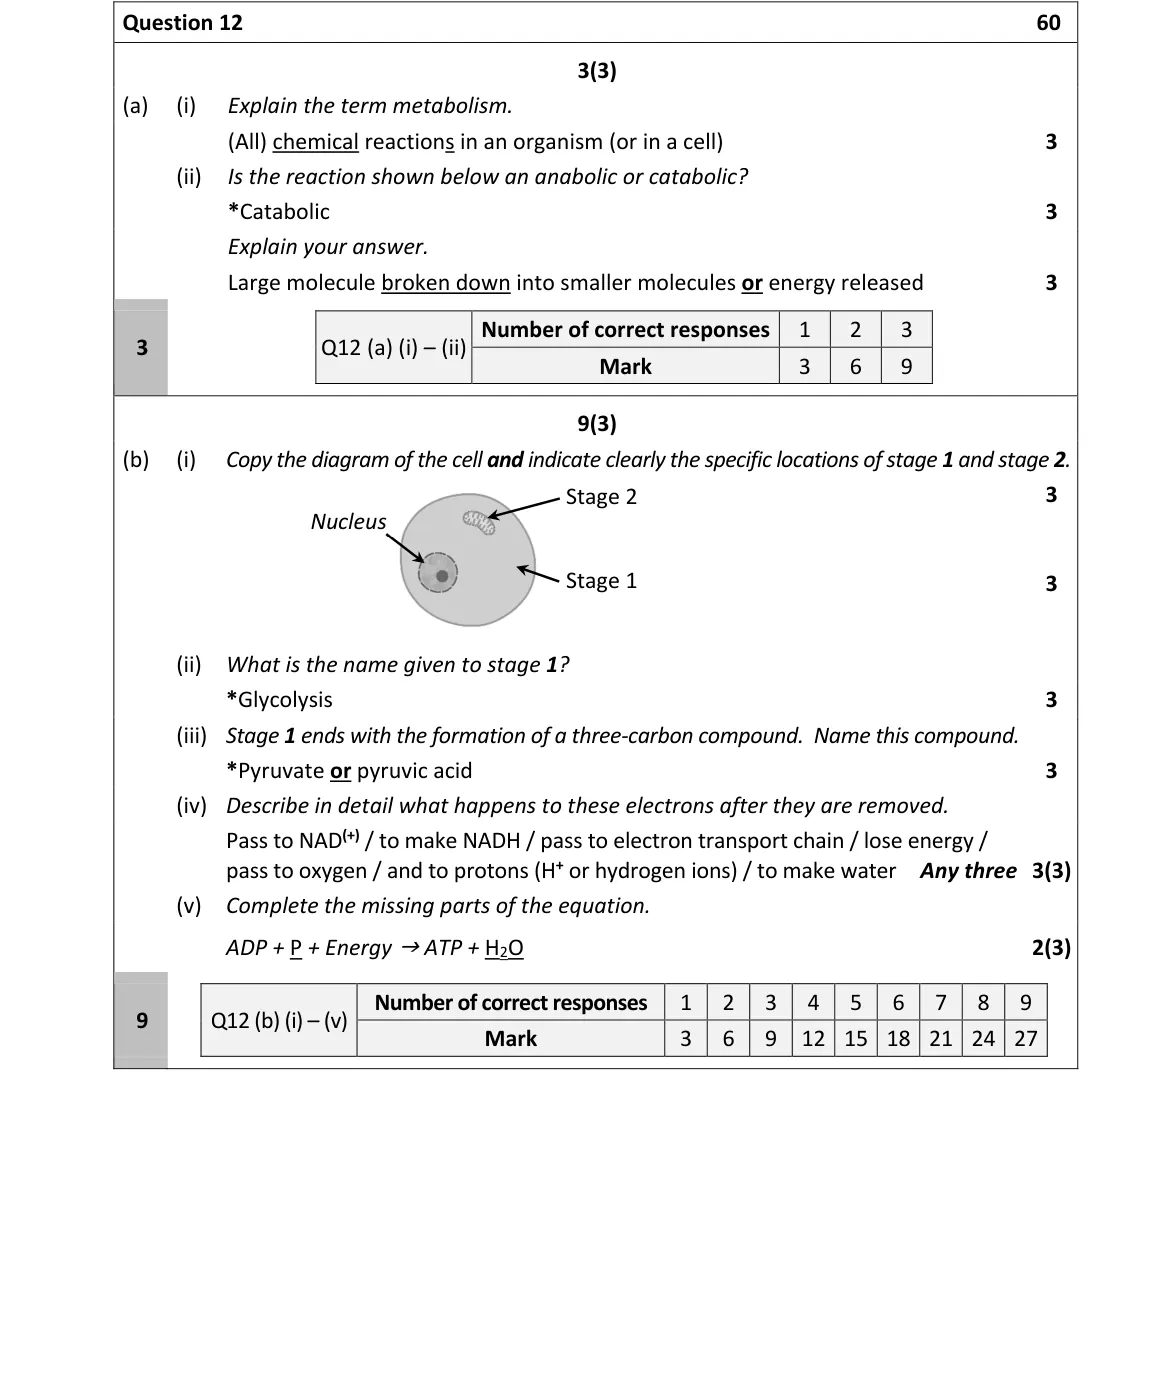 Question 12 60
3(3)
(a) (i) Explain the term metabolism.
(All) chemical reactions in an organism (or in a cell) 3
(ii) Is the reaction shown below an anabolic or catabolic?
*Catabolic 3
Explain your answer.
Large molecule broken down into smaller molecules or energy released 3
3
Q12 (a) (i) – (ii)
Number of correct responses 1 2 3
Mark 3 6 9
9(3)
(b) (i) Copy the diagram of the cell and indicate clearly the specific locations of stage 1 and stage 2.
Stage 2 3
Nucleus
Stage 1 3
(ii) What is the name given to stage 1?
*Glycolysis 3
(iii) Stage 1 ends with the formation of a three-carbon compound. Name this compound.
*Pyruvate or pyruvic acid 3
(iv) Describe in detail what happens to these electrons after they are removed.
Pass to NAD⁽⁺⁾ / to make NADH / pass to electron transport chain / lose energy /
pass to oxygen / and to protons (H⁺ or hydrogen ions) / to make water Any three 3(3)
(v) Complete the missing parts of the equation.
ADP + P + Energy → ATP + H₂O 2(3)
9
Q12 (b) (i) – (v)
Number of correct responses 1 2 3 4 5 6 7 8 9
Mark 3 6 9 12 15 18 21 24 27